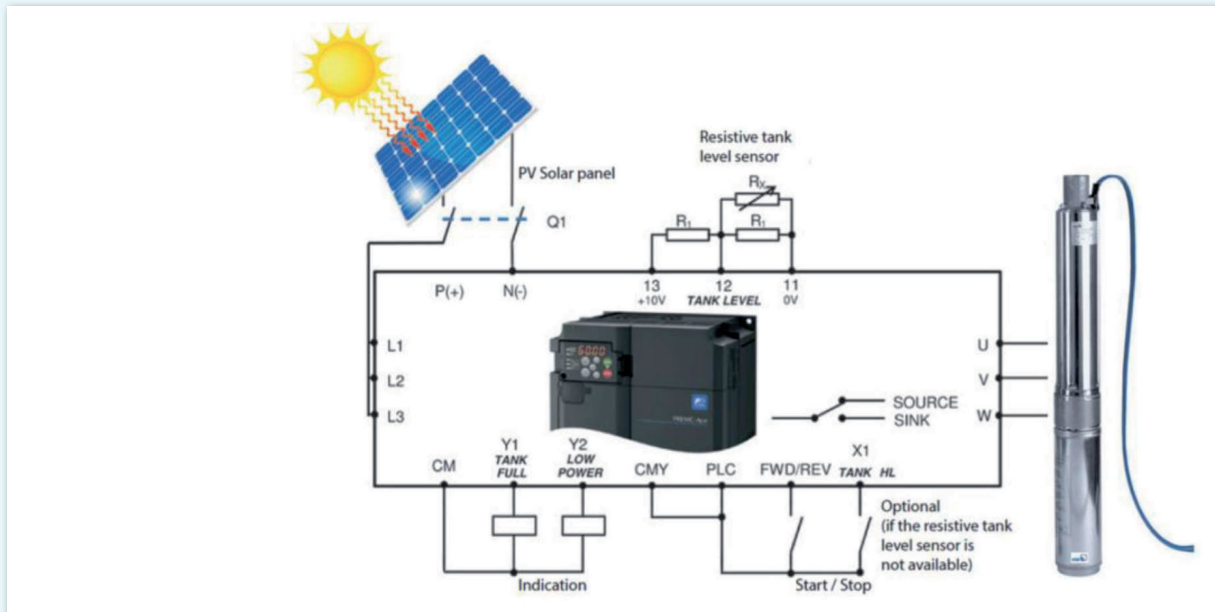 Resistive tank
level sensor
PV Solar panel
Rx
Q1
R1
R1
P(+)
N(-)
13
12
11
+10V
TANK LEVEL
0V
L1
L2
L3
60.00
U
V
W
SOURCE
SINK
CM
Y1
TANK
FULL
Y2
LOW
POWER
CMY
PLC
FWD/REV
X1
TANK HL
Optional
(if the resistive tank
level sensor is
not available)
Indication
Start / Stop